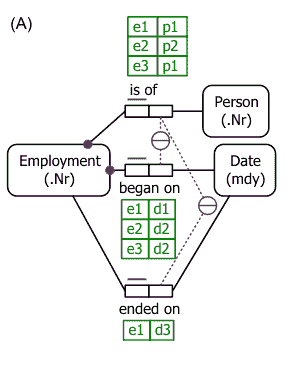 (A)
e1 p1
e2 p2
e3 p1
is of
Person
(.Nr)
Employment
(.Nr)
Date
(mdy)
began on
e1 d1
e2 d2
e3 d2
ended on
e1 d3